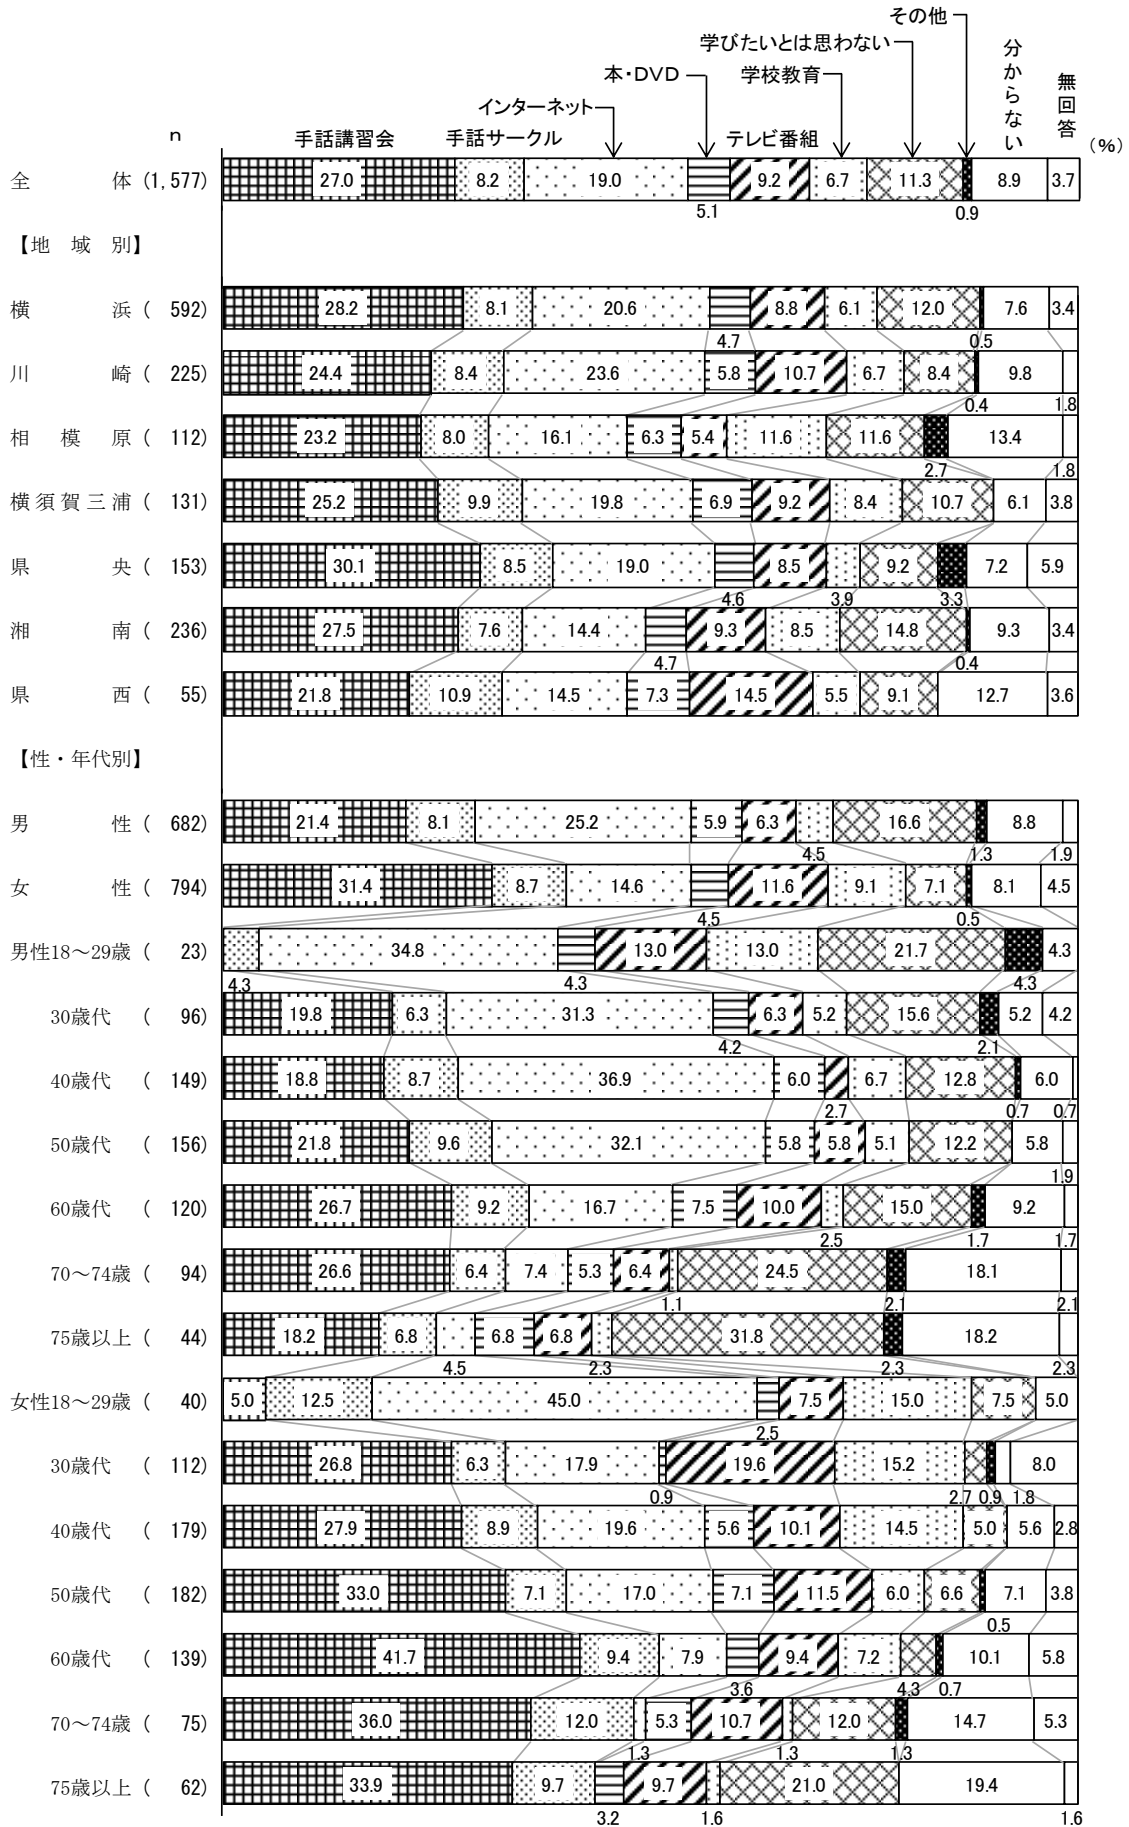 その他
学びたいとは思わない
本・DVD 学校教育
インターネット
n 手話講習会 手話サークル テレビ番組 分からない 無回答 (%)
全体 (1,577) 27.0 8.2 19.0 9.2 6.7 11.3 8.9 3.7
5.1 0.9
【地域別】
横浜 ( 592) 28.2 8.1 20.6 8.8 6.1 12.0 7.6 3.4
4.7 0.5
川崎 ( 225) 24.4 8.4 23.6 5.8 10.7 6.7 8.4 9.8
0.4 1.8
相模原 ( 112) 23.2 8.0 16.1 6.3 5.4 11.6 11.6 13.4
2.7 1.8
横須賀三浦 ( 131) 25.2 9.9 19.8 6.9 9.2 8.4 10.7 6.1 3.8
県央 ( 153) 30.1 8.5 19.0 8.5 9.2 7.2 5.9
4.6 3.9 3.3
湘南 ( 236) 27.5 7.6 14.4 9.3 8.5 14.8 9.3 3.4
4.7 0.4
県西 ( 55) 21.8 10.9 14.5 7.3 14.5 5.5 9.1 12.7 3.6
【性・年代別】
男性 ( 682) 21.4 8.1 25.2 5.9 6.3 16.6 8.8
4.5 1.3 1.9
女性 ( 794) 31.4 8.7 14.6 11.6 9.1 7.1 8.1 4.5
4.5 0.5
男性18～29歳 ( 23) 34.8 13.0 13.0 21.7 4.3
4.3 4.3 4.3
30歳代 ( 96) 19.8 6.3 31.3 6.3 5.2 15.6 5.2 4.2
4.2 2.1
40歳代 ( 149) 18.8 8.7 36.9 6.0 6.7 12.8 6.0
2.7 0.7 0.7
50歳代 ( 156) 21.8 9.6 32.1 5.8 5.8 5.1 12.2 5.8
1.9
60歳代 ( 120) 26.7 9.2 16.7 7.5 10.0 15.0 9.2
2.5 1.7 1.7
70～74歳 ( 94) 26.6 6.4 7.4 5.3 6.4 24.5 18.1
1.1 2.1 2.1
75歳以上 ( 44) 18.2 6.8 6.8 6.8 31.8 18.2
4.5 2.3 2.3 2.3
女性18～29歳 ( 40) 5.0 12.5 45.0 7.5 15.0 7.5 5.0
2.5
30歳代 ( 112) 26.8 6.3 17.9 19.6 15.2 8.0
0.9 2.7 0.9 1.8
40歳代 ( 179) 27.9 8.9 19.6 5.6 10.1 14.5 5.0 5.6 2.8
50歳代 ( 182) 33.0 7.1 17.0 7.1 11.5 6.0 6.6 7.1 3.8
0.5
60歳代 ( 139) 41.7 9.4 7.9 9.4 7.2 10.1 5.8
3.6 4.3 0.7
70～74歳 ( 75) 36.0 12.0 5.3 10.7 12.0 14.7 5.3
1.3 1.3 1.3
75歳以上 ( 62) 33.9 9.7 9.7 21.0 19.4
3.2 1.6 1.6